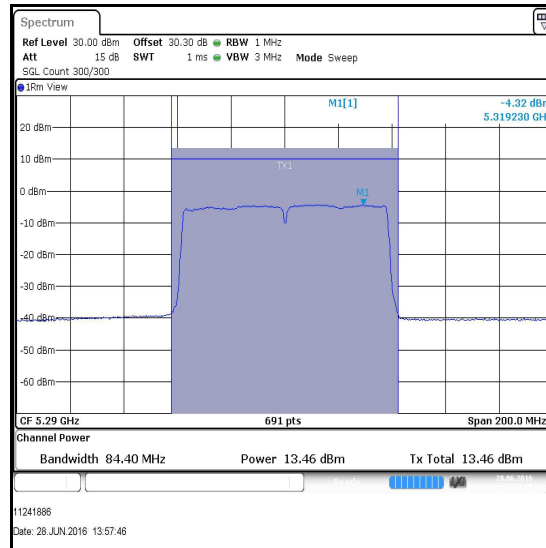 Spectrum
Ref Level 30.00 dBm Offset 30.30 dB RBW 1 MHz
Att 15 dB SWT 1 ms VBW 3 MHz Mode Sweep
SGL Count 300/300
1Rm View
M1[1] -4.32 dBm
5.319230 GH
20 dBm
10 dBm
TX1
0 dBm
M1
-10 dBm
-20 dBm
-30 dBm
-40 dBm
-50 dBm
-60 dBm
CF 5.29 GHz 691 pts Span 200.0 MHz
Channel Power
Bandwidth 84.40 MHz Power 13.46 dBm Tx Total 13.46 dBm
Ready 28.06.2016
11241886
Date: 28.JUN.2016 13:57:46